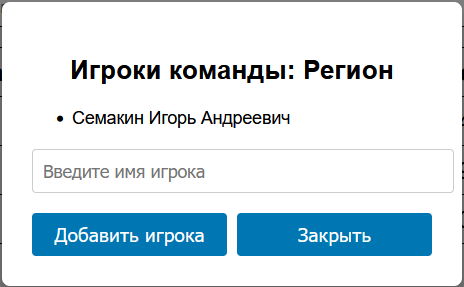 Игроки команды: Регион
Семакин Игорь Андреевич
Введите имя игрока
Добавить игрока
Закрыть